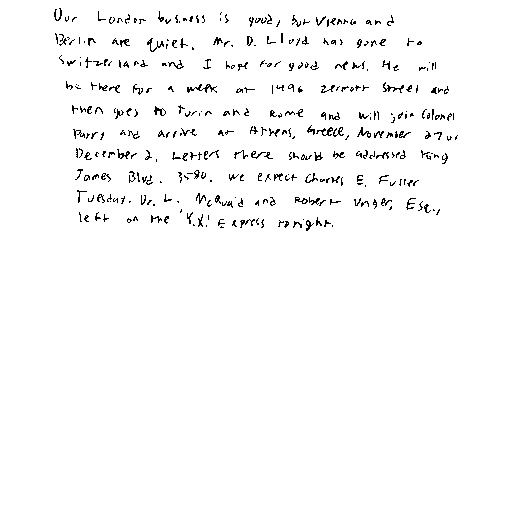 Our London business is good, but Vienna and
Berlin are quiet. Mr. D. Lloyd has gone to
Switzerland and I hope for good news. He will
be there for a week at 1496 Zermott Street and
then goes to Turin and Rome and will join Colonel
Parry and arrive at Athens, Greece, November 27 or
December 2. Letters there should be addressed King
James Blvd. 3580. We expect Charles E. Fuller
Tuesday. Dr. L. McQuaid and Robert Unger, Esq.,
left on the 'Y.X.' Express tonight.